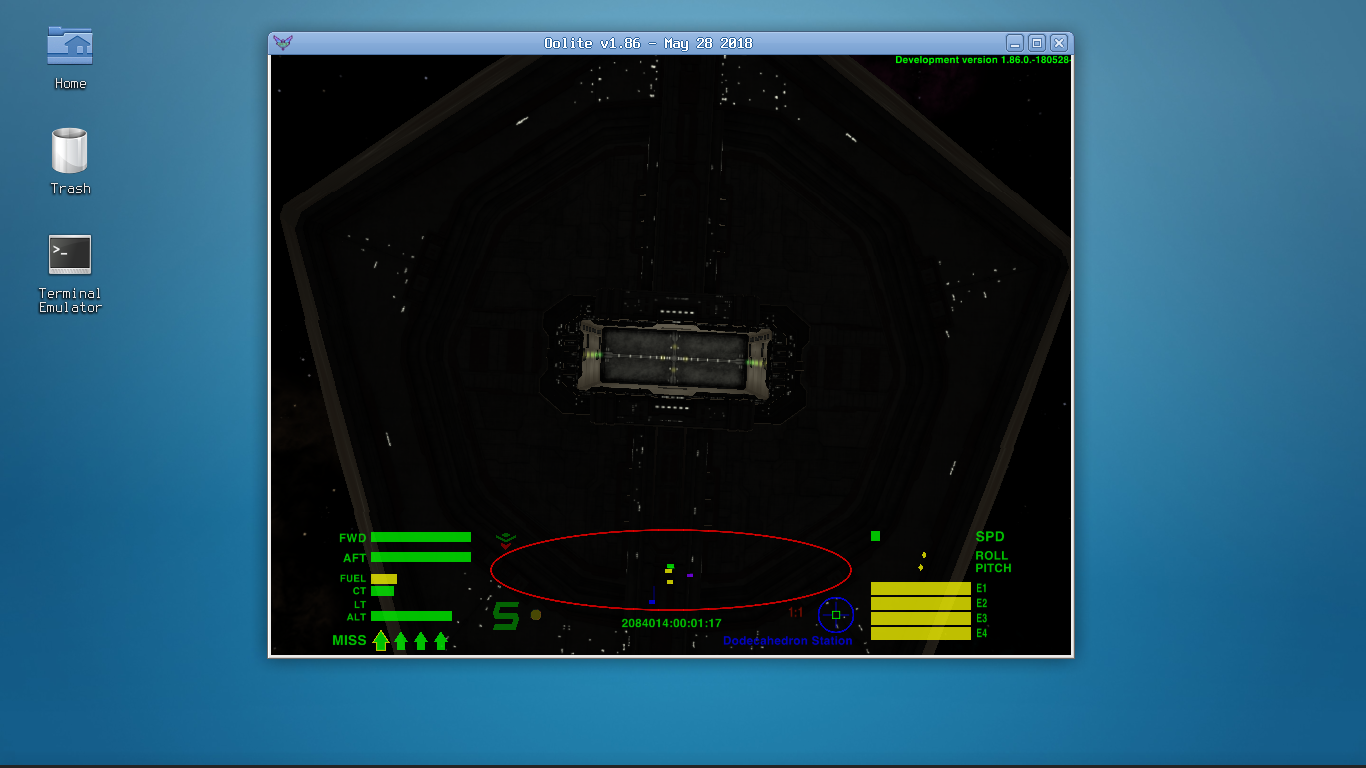 Home
Trash
>_
Terminal
Emulator
Oolite v1.86 - May 28 2018
Development version 1.86.0.-180528-
FWD
AFT
FUEL
CT
LT
ALT
MISS
S
2084014:00:01:17
1:1
Dodecahedron Station
SPD
ROLL
PITCH
E1
E2
E3
E4